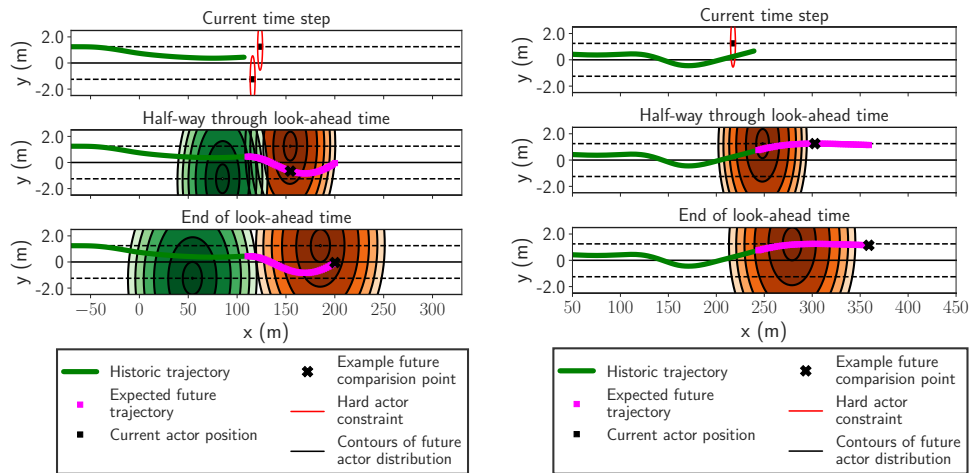 Current time step
y (m)
2.0
0
-2.0
Half-way through look-ahead time
y (m)
2.0
0
-2.0
End of look-ahead time
y (m)
2.0
0
-2.0
−50 0 50 100 150 200 250 300
x (m)
Historic trajectory
Expected future
trajectory
Current actor position
Example future
comparision point
Hard actor
constraint
Contours of future
actor distribution
Current time step
y (m)
2.0
0
-2.0
Half-way through look-ahead time
y (m)
2.0
0
-2.0
End of look-ahead time
y (m)
2.0
0
-2.0
50 100 150 200 250 300 350 400 450
x (m)
Historic trajectory
Expected future
trajectory
Current actor position
Example future
comparision point
Hard actor
constraint
Contours of future
actor distribution